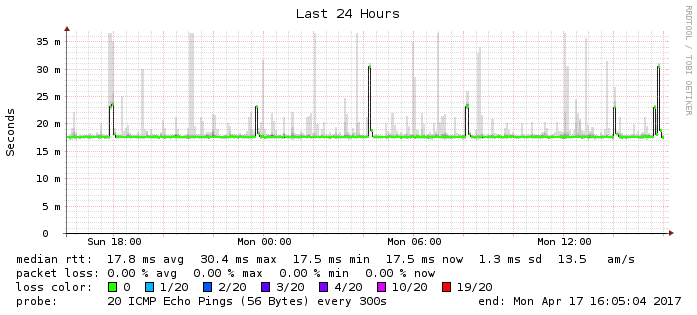 Last 24 Hours
RRDTOOL / TOBI OETIKER
Seconds
35 m
30 m
25 m
20 m
15 m
10 m
5 m
0
Sun 18:00 Mon 00:00 Mon 06:00 Mon 12:00
median rtt: 17.8 ms avg 30.4 ms max 17.5 ms min 17.5 ms now 1.3 ms sd 13.5 am/s
packet loss: 0.00 % avg 0.00 % max 0.00 % min 0.00 % now
loss color: 0 1/20 2/20 3/20 4/20 10/20 19/20
probe: 20 ICMP Echo Pings (56 Bytes) every 300s end: Mon Apr 17 16:05:04 2017